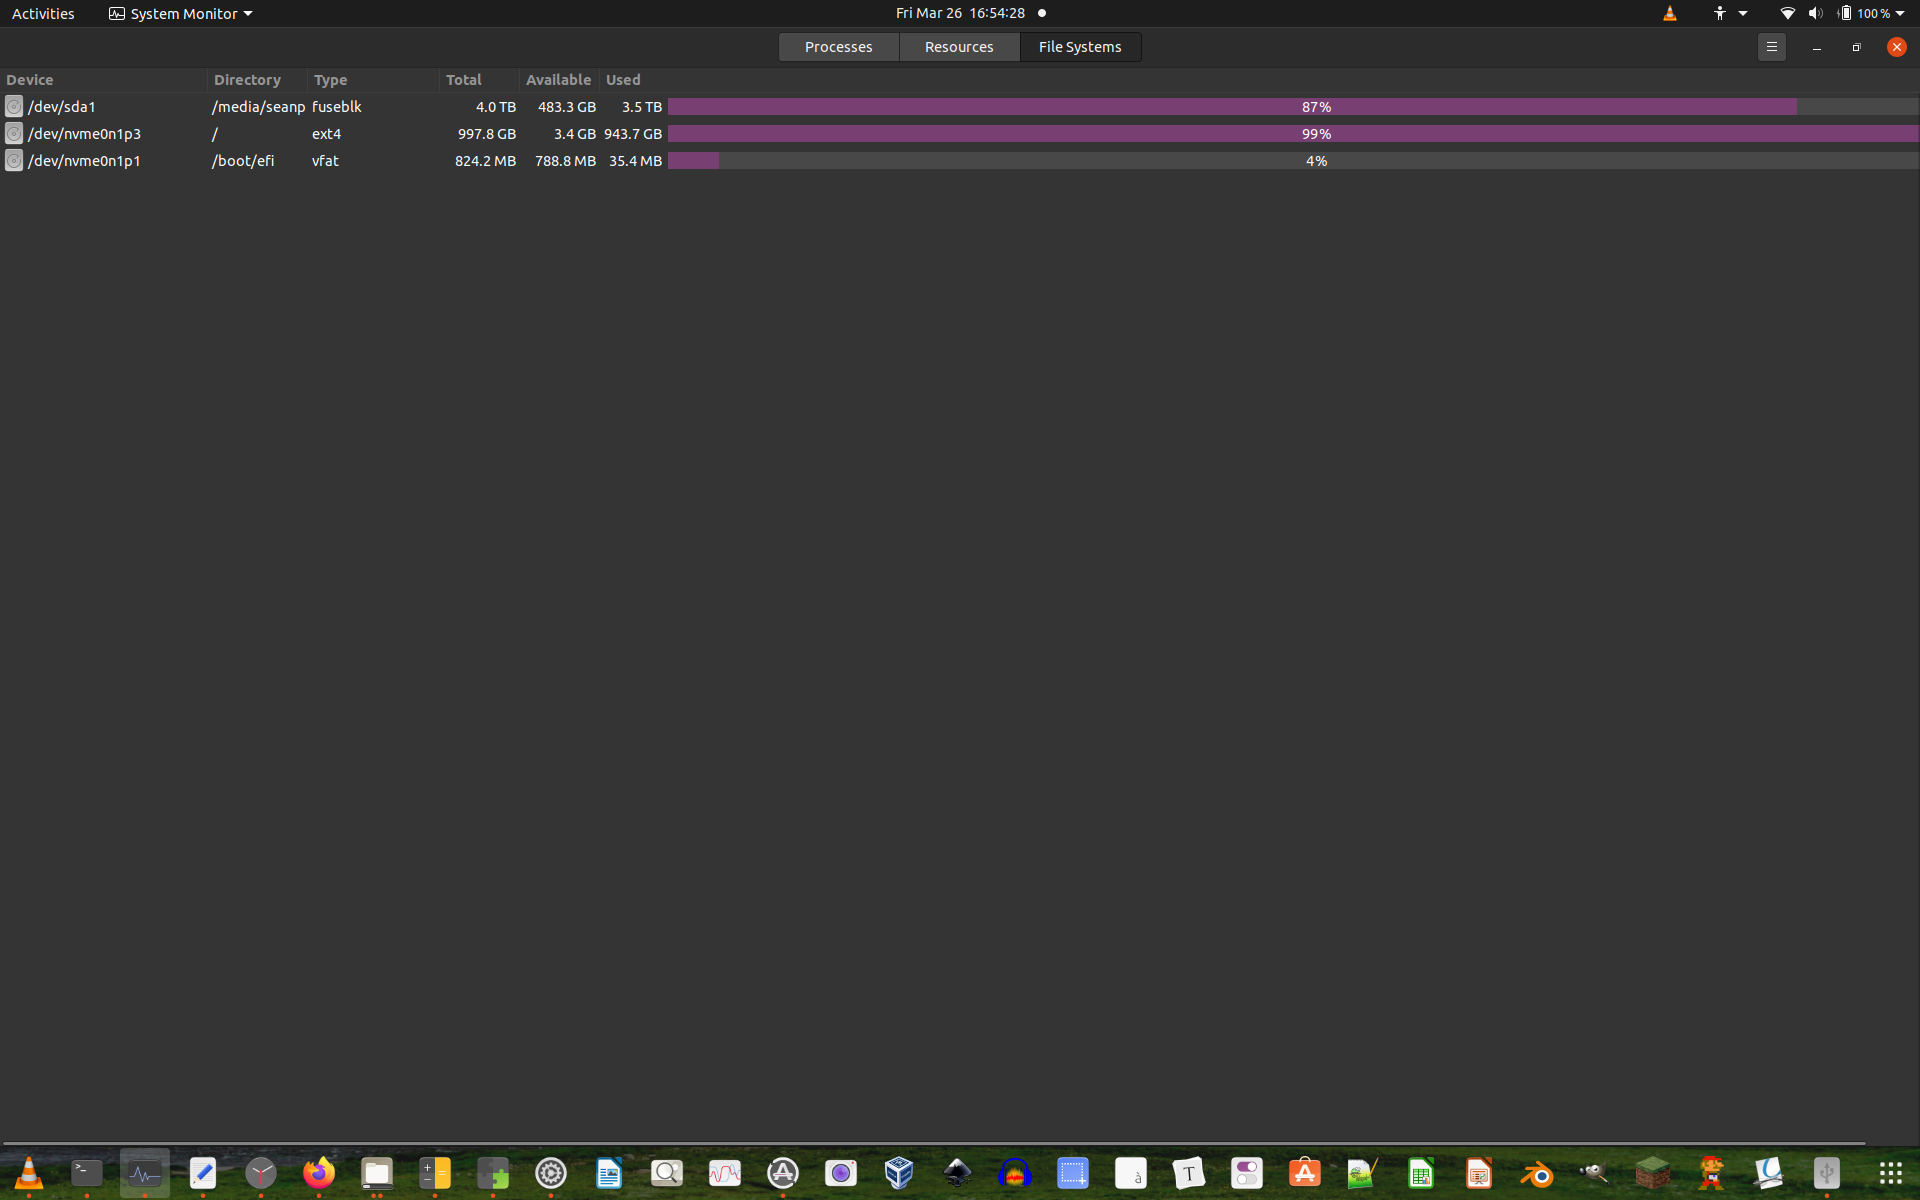 Activities System Monitor Fri Mar 26 16:54:28 100 %
Processes Resources File Systems
Device Directory Type Total Available Used
/dev/sda1 /media/seanp fuseblk 4.0 TB 483.3 GB 3.5 TB 87%
/dev/nvme0n1p3 / ext4 997.8 GB 3.4 GB 943.7 GB 99%
/dev/nvme0n1p1 /boot/efi vfat 824.2 MB 788.8 MB 35.4 MB 4%